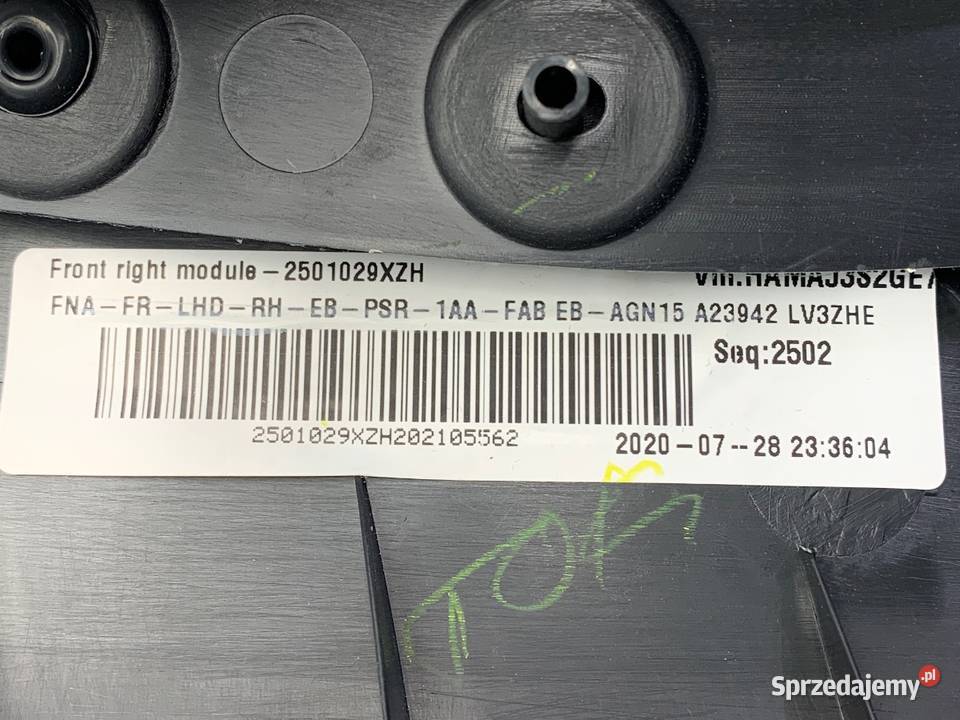 Front right module-2501029XZH
FNA-FR-LHD-RH-EB-PSR-1AA-FAB EB-AGN15 A23942 LV3ZHE
Seq:2502
2501029XZH202105562
2020-07--28 23:36:04
Sprzedajemy.pl